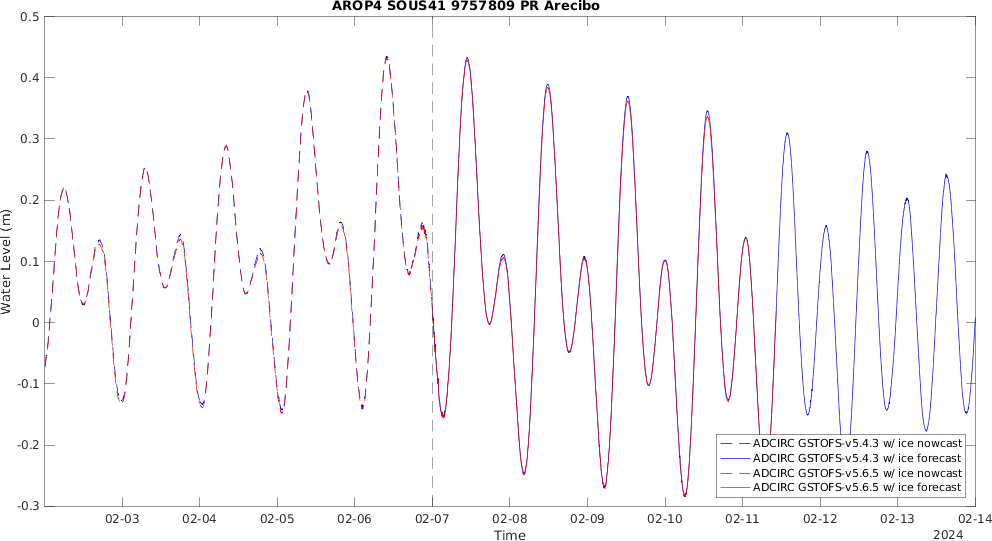 AROP4 SOUS41 9757809 PR Arecibo
0.5
0.4
0.3
0.2
0.1
0
-0.1
-0.2
-0.3
Water Level (m)
ADCIRC GSTOFS-v5.4.3 w/ ice nowcast
ADCIRC GSTOFS-v5.4.3 w/ ice forecast
ADCIRC GSTOFS-v5.6.5 w/ ice nowcast
ADCIRC GSTOFS-v5.6.5 w/ ice forecast
02-03 02-04 02-05 02-06 02-07 02-08 02-09 02-10 02-11 02-12 02-13 02-14
Time 2024